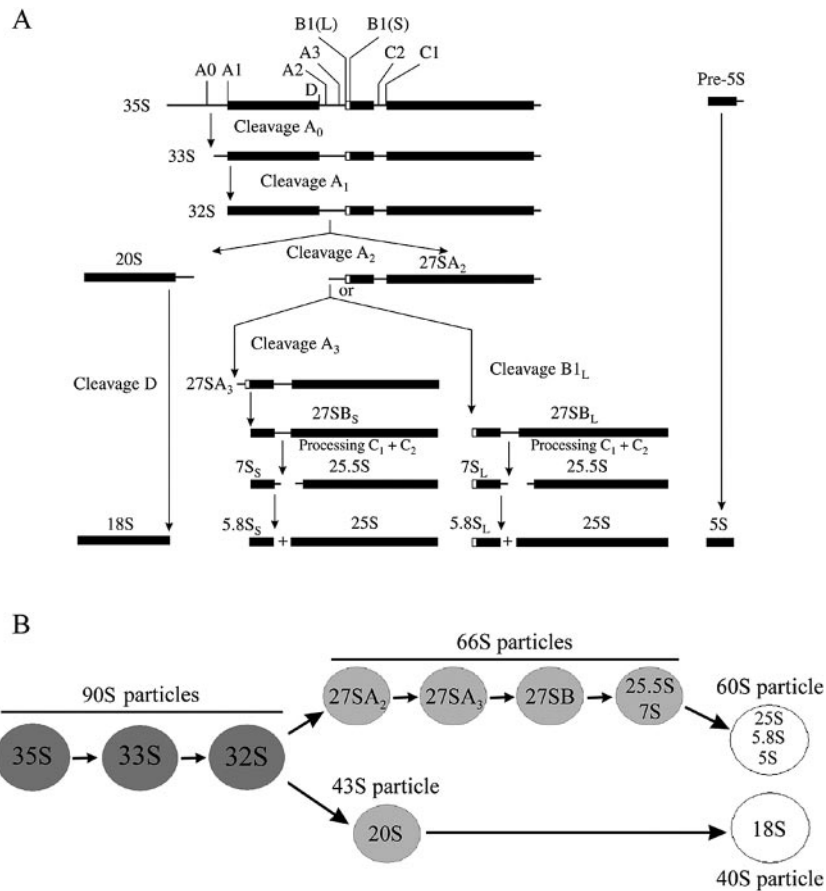 A
B1(L) B1(S)
A3 C2 C1
A0 A1 A2 D Pre-5S
35S
Cleavage A₀
33S
Cleavage A₁
32S
Cleavage A₂
20S 27SA₂
or
Cleavage A₃
Cleavage D Cleavage B1L
27SA₃
27SBS 27SBL
Processing C₁ + C₂ Processing C₁ + C₂
7SS 25.5S 7SL 25.5S
18S 5.8SS 25S 5.8SL 25S 5S
+ +
B
66S particles
90S particles
27SA₂ 27SA₃ 27SB 25.5S
7S
60S particle
25S
5.8S
5S
35S 33S 32S
43S particle
20S 18S
40S particle